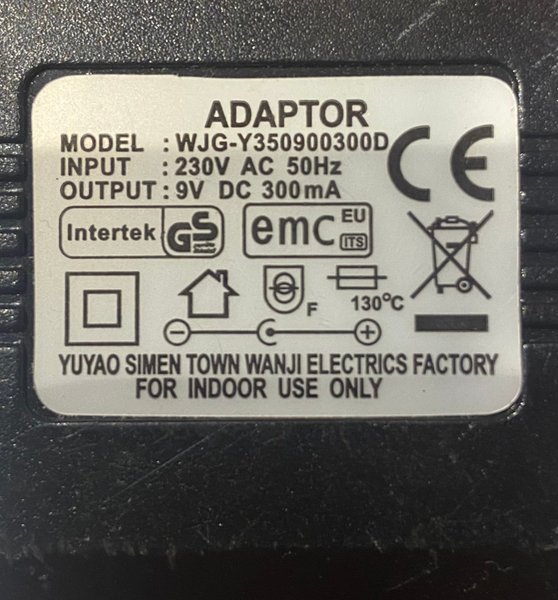 ADAPTOR
MODEL : WJG-Y350900300D
INPUT : 230V AC 50Hz
OUTPUT : 9V DC 300mA
CE
Intertek GS
emc EU ITS
F
130°C
- +
YUYAO SIMEN TOWN WANJI ELECTRICS FACTORY
FOR INDOOR USE ONLY